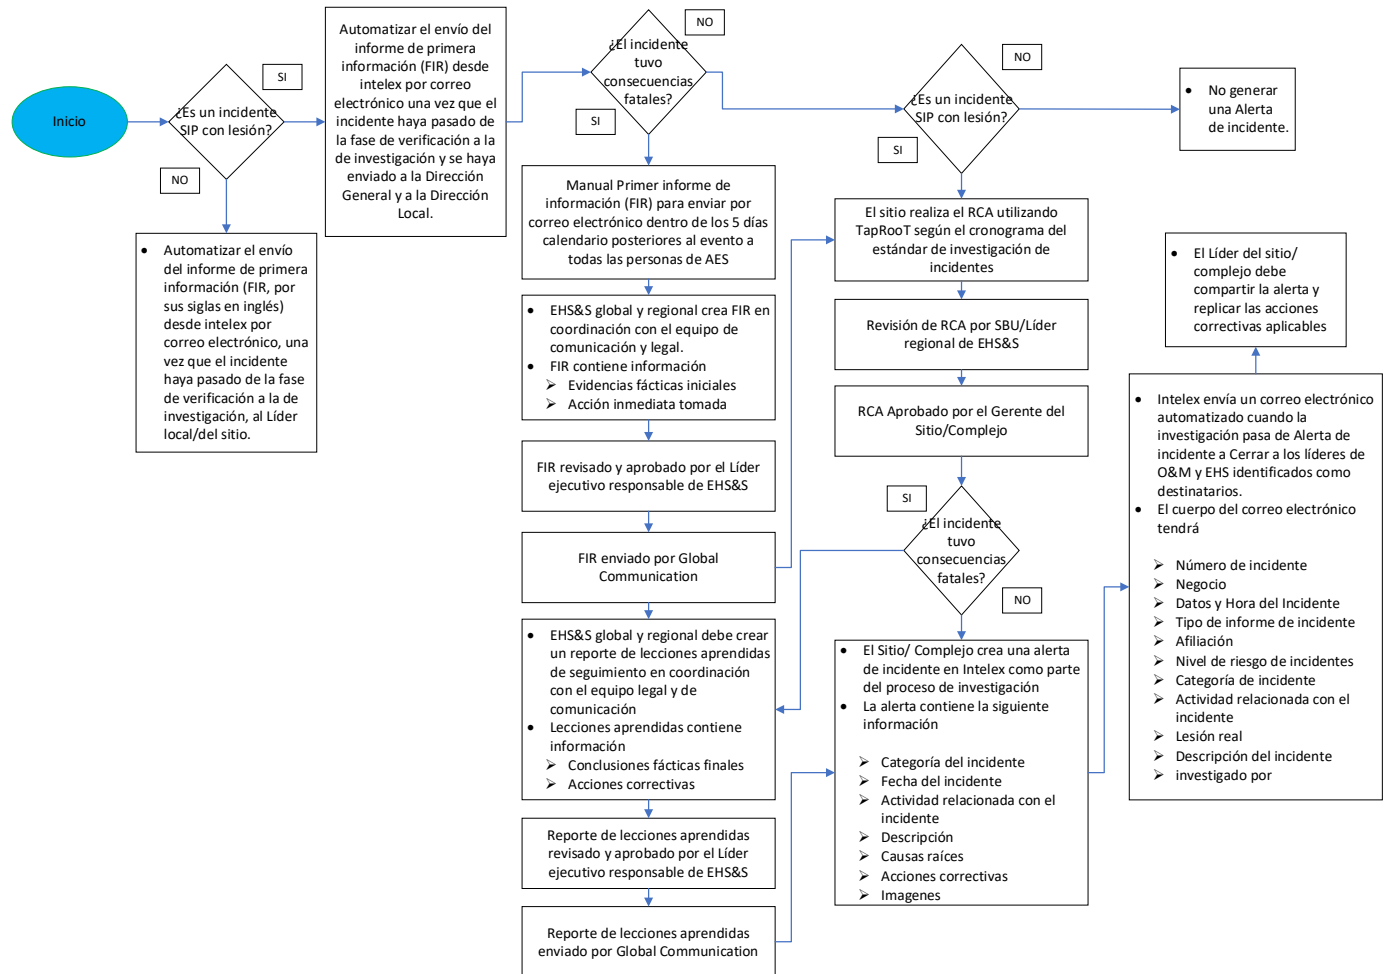 Inicio
¿Es un incidente
SIP con lesión?
SI
NO
• Automatizar el envío
del informe de primera
información (FIR, por
sus siglas en inglés)
desde intelex por
correo electrónico, una
vez que el incidente
haya pasado de la fase
de verificación a la de
investigación, al Líder
local/del sitio.
Automatizar el envío del
informe de primera
información (FIR) desde
intelex por correo
electrónico una vez que el
incidente haya pasado de
la fase de verificación a la
de investigación y se haya
enviado a la Dirección
General y a la Dirección
Local.
¿El incidente
tuvo
consecuencias
fatales?
NO
SI
Manual Primer informe de
información (FIR) para enviar por
correo electrónico dentro de los 5 días
calendario posteriores al evento a
todas las personas de AES
• EHS&S global y regional crea FIR en
coordinación con el equipo de
comunicación y legal.
• FIR contiene información
➢ Evidencias fácticas iniciales
➢ Acción inmediata tomada
FIR revisado y aprobado por el Líder
ejecutivo responsable de EHS&S
FIR enviado por Global
Communication
• EHS&S global y regional debe crear
un reporte de lecciones aprendidas
de seguimiento en coordinación
con el equipo legal y de
comunicación
• Lecciones aprendidas contiene
información
➢ Conclusiones fácticas finales
➢ Acciones correctivas
Reporte de lecciones aprendidas
revisado y aprobado por el Líder
ejecutivo responsable de EHS&S
Reporte de lecciones aprendidas
enviado por Global Communication
¿Es un incidente
SIP con lesión?
NO
SI
• No generar
una Alerta
de incidente.
El sitio realiza el RCA utilizando
TapRooT según el cronograma del
estándar de investigación de
incidentes
Revisión de RCA por SBU/Líder
regional de EHS&S
RCA Aprobado por el Gerente del
Sitio/Complejo
SI
¿El incidente
tuvo
consecuencias
fatales?
NO
• El Sitio/ Complejo crea una alerta
de incidente en Intelex como parte
del proceso de investigación
• La alerta contiene la siguiente
información
➢ Categoría del incidente
➢ Fecha del incidente
➢ Actividad relacionada con el
incidente
➢ Descripción
➢ Causas raíces
➢ Acciones correctivas
➢ Imagenes
• El Líder del sitio/
complejo debe
compartir la alerta y
replicar las acciones
correctivas aplicables
• Intelex envía un correo electrónico
automatizado cuando la
investigación pasa de Alerta de
incidente a Cerrar a los líderes de
O&M y EHS identificados como
destinatarios.
• El cuerpo del correo electrónico
tendrá
➢ Número de incidente
➢ Negocio
➢ Datos y Hora del Incidente
➢ Tipo de informe de incidente
➢ Afiliación
➢ Nivel de riesgo de incidentes
➢ Categoría de incidente
➢ Actividad relacionada con el
incidente
➢ Lesión real
➢ Descripción del incidente
➢ investigado por